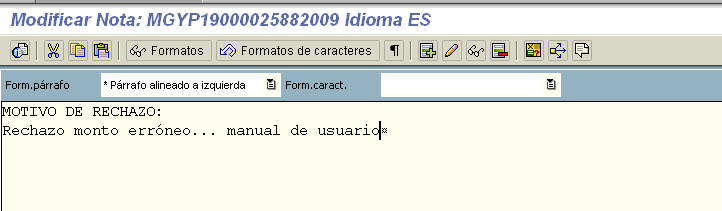 Modificar Nota: MGYP19000025882009 Idioma ES
Formatos Formatos de caracteres ¶
Form.párrafo * Párrafo alineado a izquierda Form.caract.
MOTIVO DE RECHAZO:
Rechazo monto erróneo... manual de usuario¤